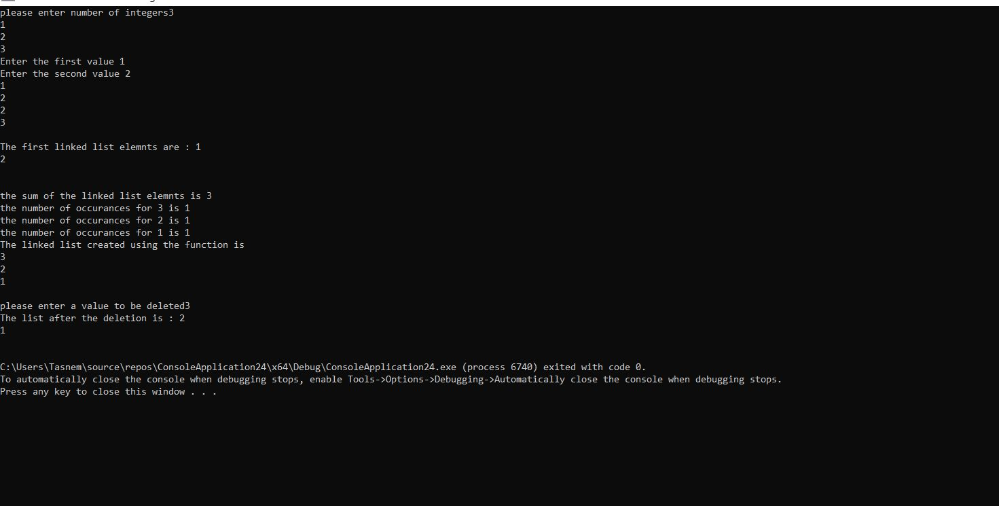 please enter number of integers3
1
2
3
Enter the first value 1
Enter the second value 2
1
2
2
3
The first linked list elemnts are : 1
2
the sum of the linked list elemnts is 3
the number of occurances for 3 is 1
the number of occurances for 2 is 1
the number of occurances for 1 is 1
The linked list created using the function is
3
2
1
please enter a value to be deleted3
The list after the deletion is : 2
1
C:\Users\Tasnem\source\repos\ConsoleApplication24\x64\Debug\ConsoleApplication24.exe (process 6740) exited with code 0.
To automatically close the console when debugging stops, enable Tools->Options->Debugging->Automatically close the console when debugging stops.
Press any key to close this window . . .